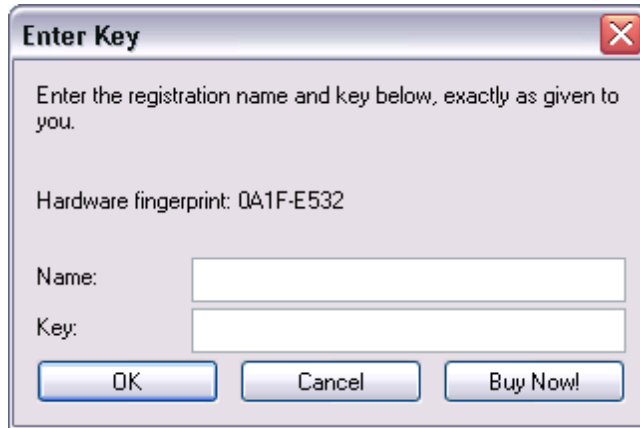 Enter Key
Enter the registration name and key below, exactly as given to
you.
Hardware fingerprint: 0A1F-E532
Name:
Key:
OK Cancel Buy Now!